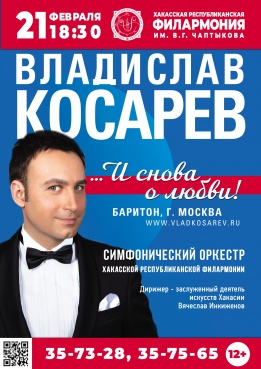 21 ФЕВРАЛЯ
18:30
ХАКАССКАЯ РЕСПУБЛИКАНСКАЯ
ФИЛАРМОНИЯ
ИМ. В.Г. ЧАПТЫКОВА
ВЛАДИСЛАВ
КОСАРЕВ
...И снова
о любви!
БАРИТОН, Г. МОСКВА
WWW.VLADKOSAREV.RU
СИМФОНИЧЕСКИЙ ОРКЕСТР
ХАКАССКОЙ РЕСПУБЛИКАНСКОЙ ФИЛАРМОНИИ
Дирижер - заслуженный деятель
искусств Хакасии
Вячеслав Инкижеков
35-73-28, 35-75-65 12+